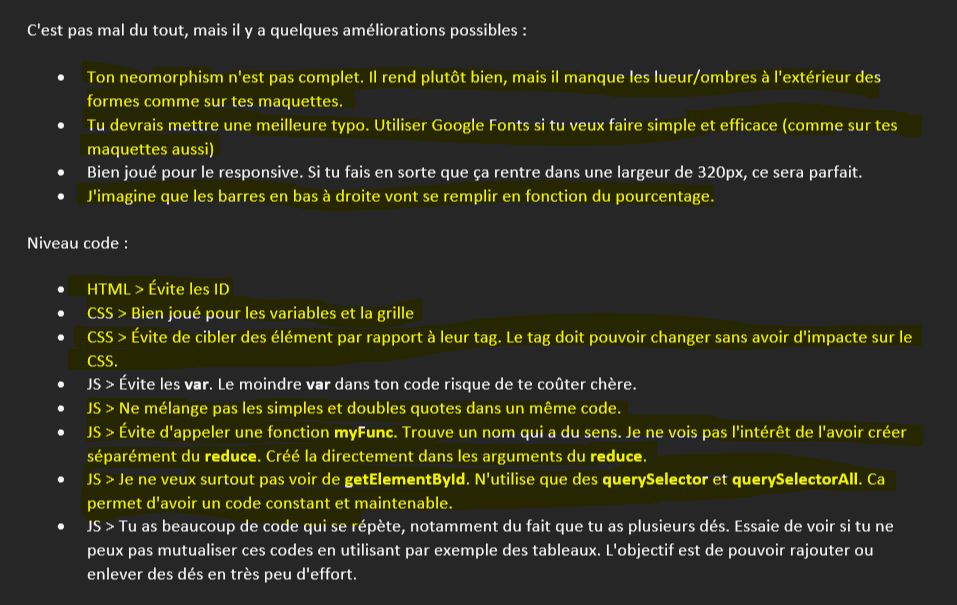 C'est pas mal du tout, mais il y a quelques améliorations possibles :
• Ton neomorphism n'est pas complet. Il rend plutôt bien, mais il manque les lueur/ombres à l'extérieur des
formes comme sur tes maquettes.
• Tu devrais mettre une meilleure typo. Utiliser Google Fonts si tu veux faire simple et efficace (comme sur tes
maquettes aussi)
• Bien joué pour le responsive. Si tu fais en sorte que ça rentre dans une largeur de 320px, ce sera parfait.
• J'imagine que les barres en bas à droite vont se remplir en fonction du pourcentage.
Niveau code :
• HTML > Évite les ID
• CSS > Bien joué pour les variables et la grille
• CSS > Évite de cibler des élément par rapport à leur tag. Le tag doit pouvoir changer sans avoir d'impacte sur le
CSS.
• JS > Évite les var. Le moindre var dans ton code risque de te coûter chère.
• JS > Ne mélange pas les simples et doubles quotes dans un même code.
• JS > Évite d'appeler une fonction myFunc. Trouve un nom qui a du sens. Je ne vois pas l'intérêt de l'avoir créer
séparément du reduce. Créé la directement dans les arguments du reduce.
• JS > Je ne veux surtout pas voir de getElementById. N'utilise que des querySelector et querySelectorAll. Ca
permet d'avoir un code constant et maintenable.
• JS > Tu as beaucoup de code qui se répète, notamment du fait que tu as plusieurs dés. Essaie de voir si tu ne
peux pas mutualiser ces codes en utilisant par exemple des tableaux. L'objectif est de pouvoir rajouter ou
enlever des dés en très peu d'effort.